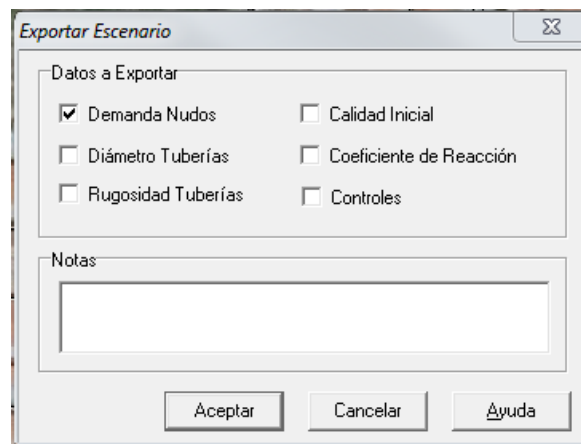 Exportar Escenario
Datos a Exportar
Demanda Nudos
Calidad Inicial
Diámetro Tuberías
Coeficiente de Reacción
Rugosidad Tuberías
Controles
Notas
Aceptar
Cancelar
Ayuda